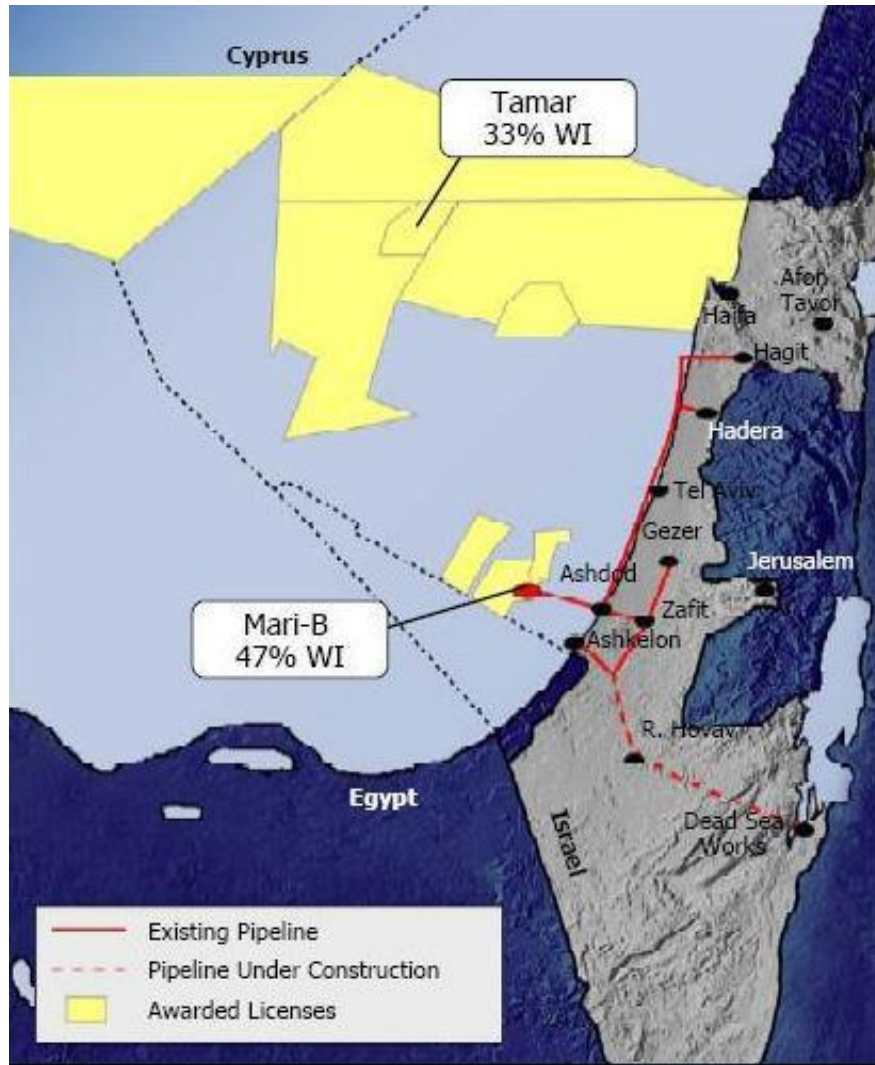 Cyprus
Tamar
33% WI
Afon
Tavor
Haifa
Hagit
Hadera
Tel Aviv
Gezer
Jerusalem
Ashdod
Zafit
Mari-B
47% WI
Ashkelon
R. Hovav
Egypt
Israel
Dead Sea
Works
Existing Pipeline
Pipeline Under Construction
Awarded Licenses